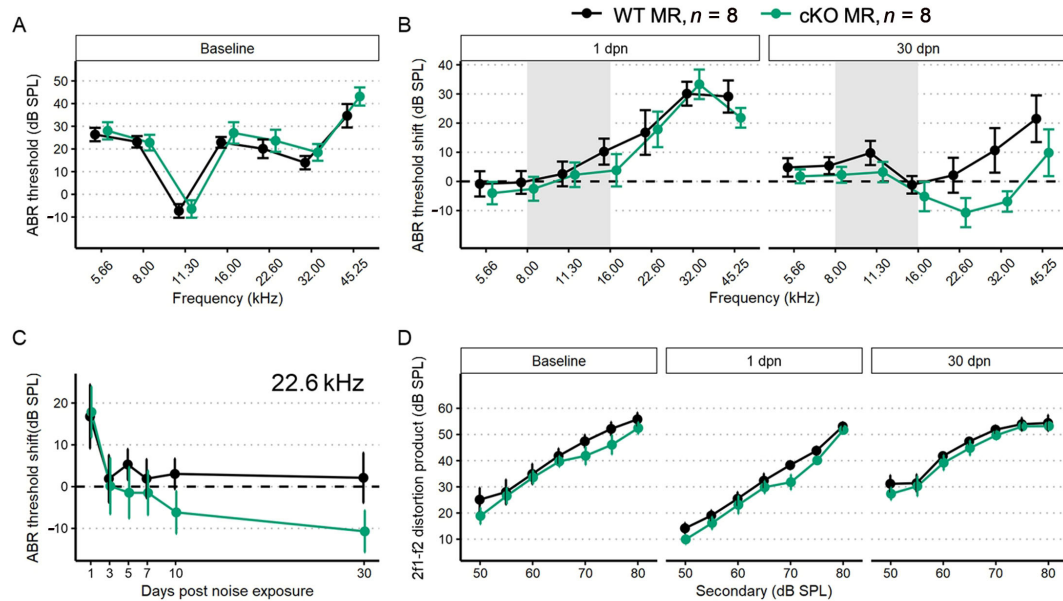 WT MR, n = 8 cKO MR, n = 8
A
Baseline
ABR threshold (dB SPL)
50
40
30
20
10
0
−10
5.66 8.00 11.30 16.00 22.60 32.00 45.25
Frequency (kHz)
B
1 dpn 30 dpn
ABR threshold shift (dB SPL)
40
30
20
10
0
−10
5.66 8.00 11.30 16.00 22.60 32.00 45.25 5.66 8.00 11.30 16.00 22.60 32.00 45.25
Frequency (kHz)
C
22.6 kHz
ABR threshold shift(dB SPL)
20
10
0
−10
1 3 5 7 10 30
Days post noise exposure
D
Baseline 1 dpn 30 dpn
2f1-f2 distortion product (dB SPL)
60
50
40
30
20
10
50 60 70 80 50 60 70 80 50 60 70 80
Secondary (dB SPL)